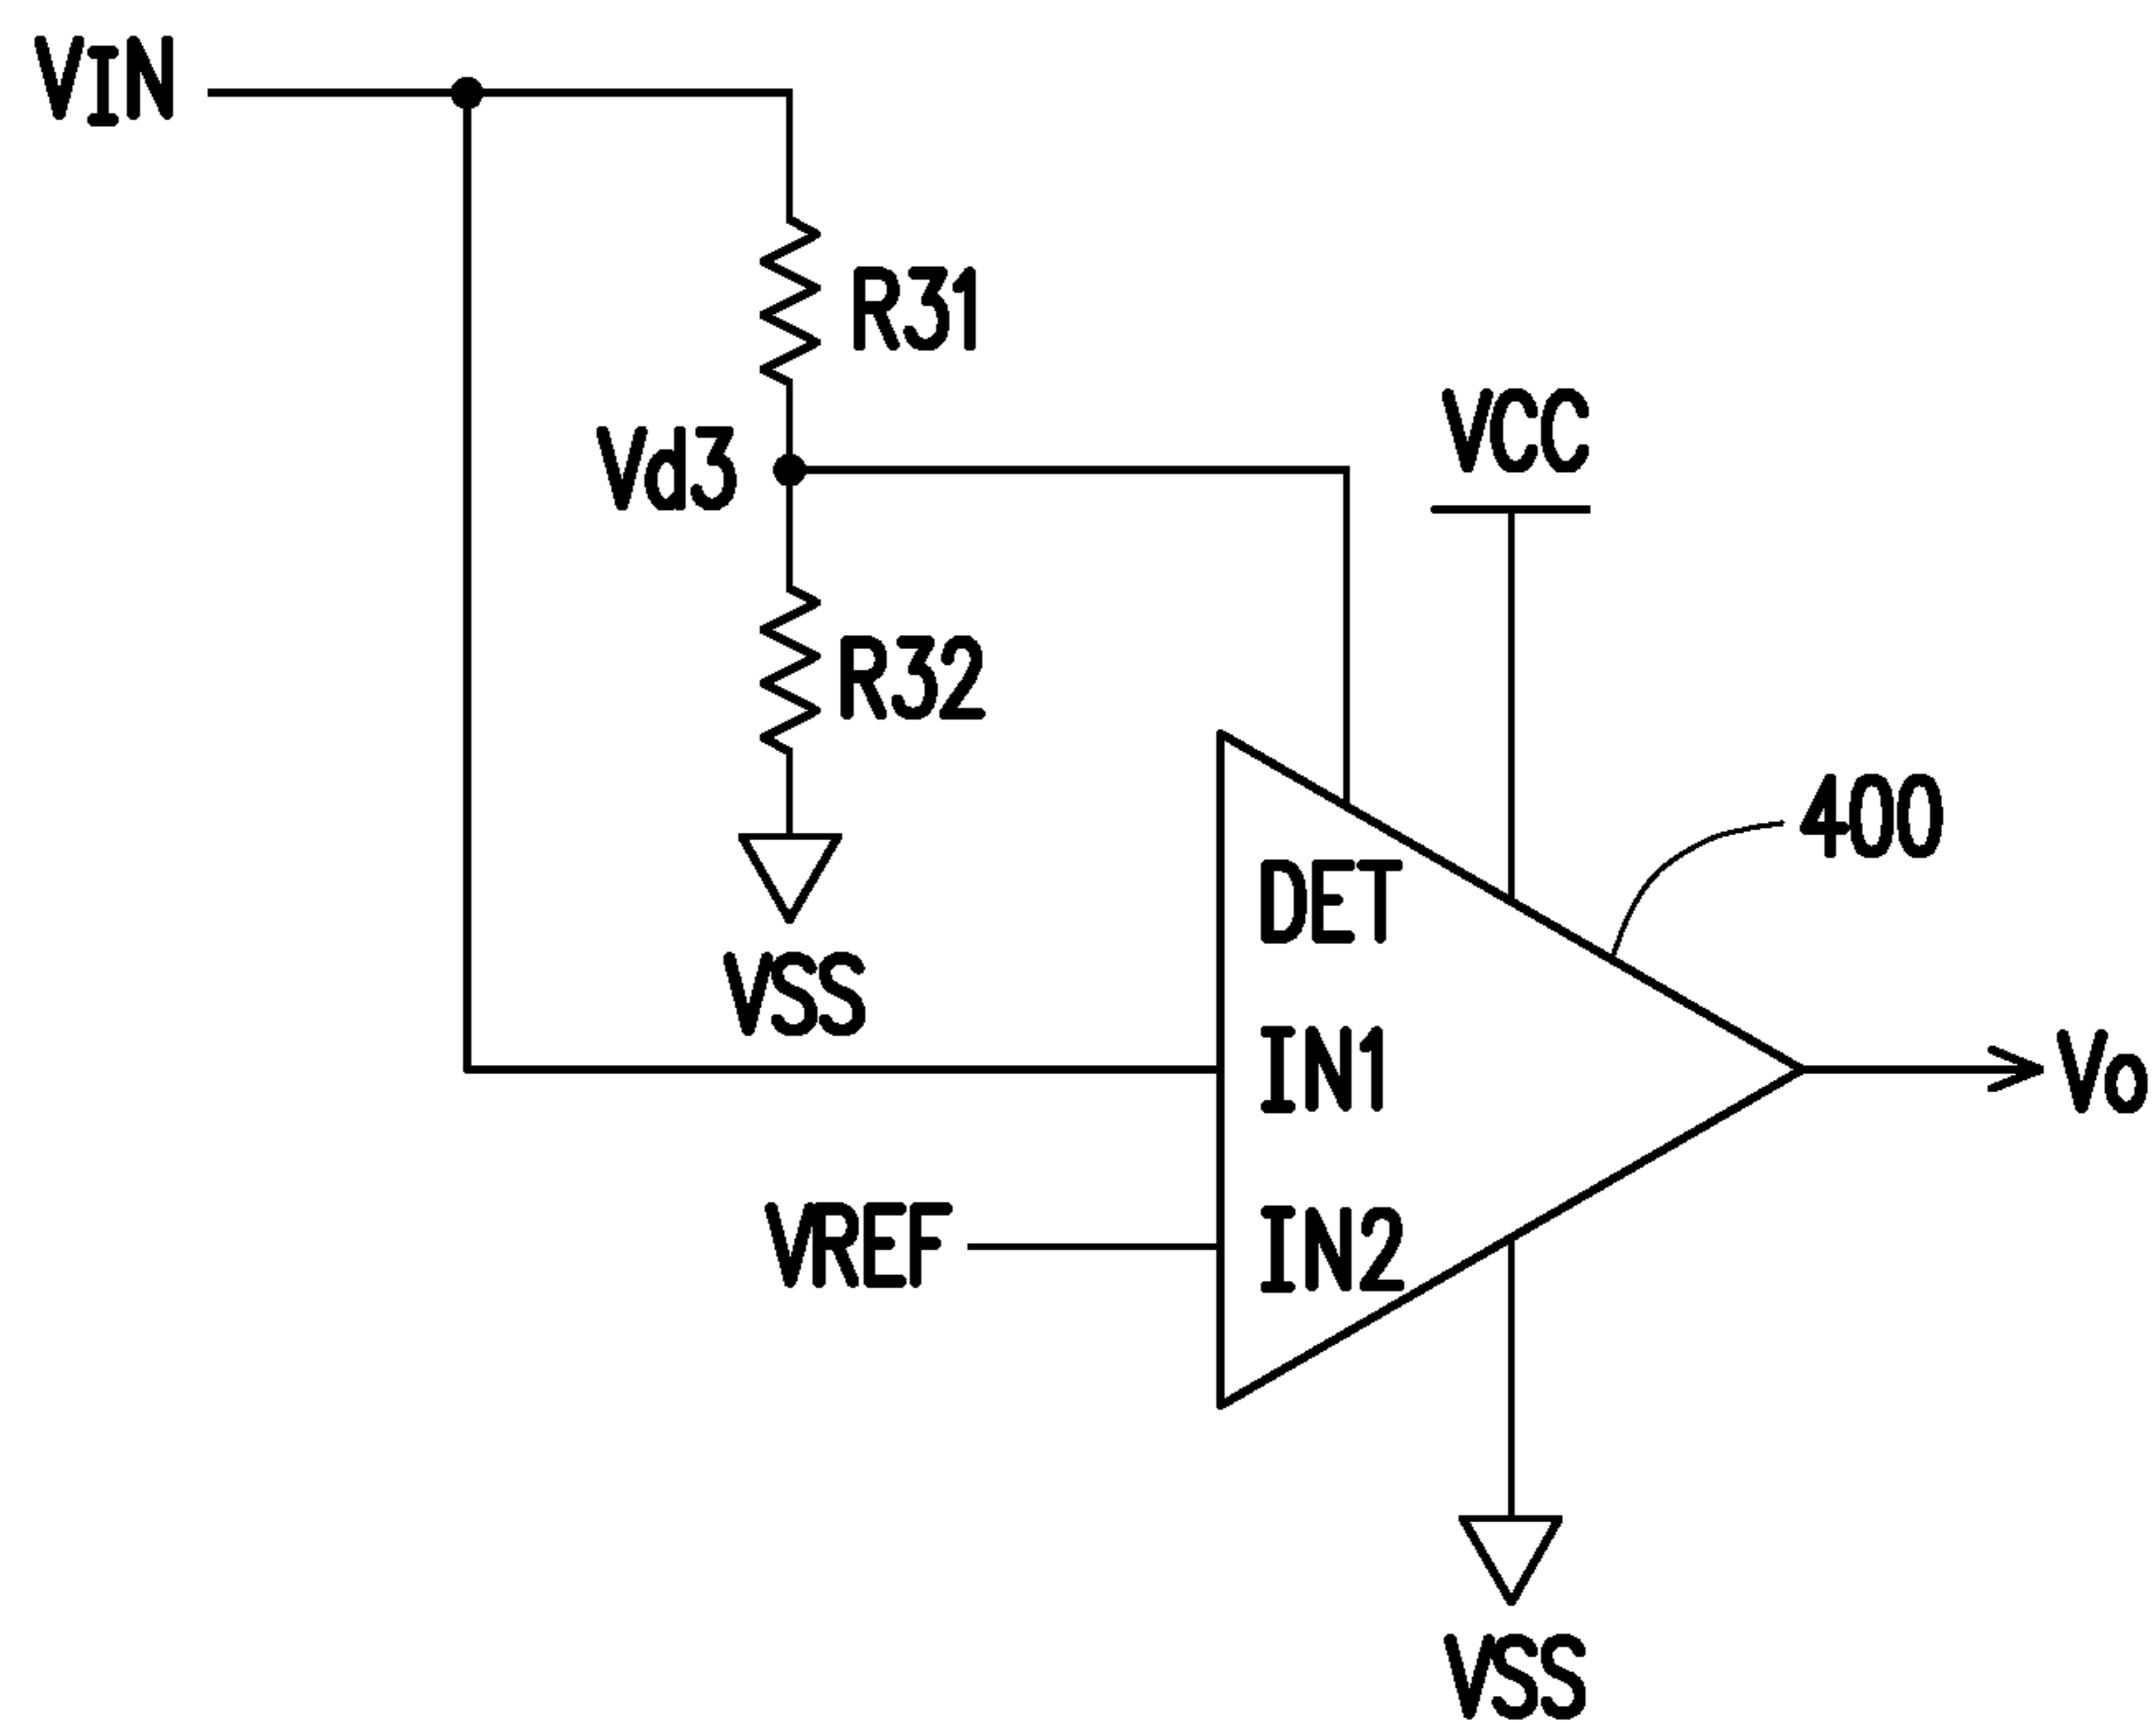 VIN
R31
Vd3
VCC
R32
400
DET
VSS
IN1
Vo
VREF
IN2
VSS